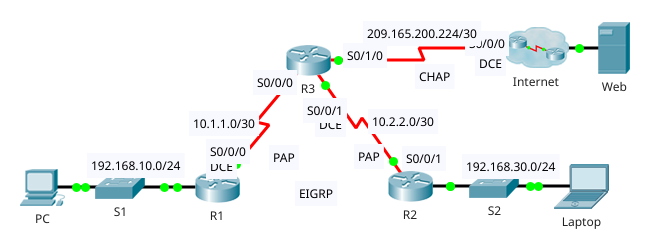 209.165.200.224/30
S0/1/0
S0/0/0
DCE
CHAP
Internet
Web
S0/0/0
R3
S0/0/1
DCE
10.1.1.0/30
10.2.2.0/30
S0/0/0
DCE
PAP
PAP
S0/0/1
192.168.10.0/24
192.168.30.0/24
EIGRP
PC
S1
R1
R2
S2
Laptop